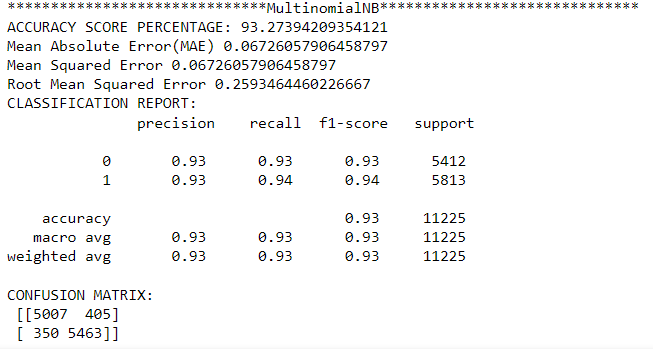 ******************************MultinomialNB******************************
ACCURACY SCORE PERCENTAGE: 93.27394209354121
Mean Absolute Error(MAE) 0.06726057906458797
Mean Squared Error 0.06726057906458797
Root Mean Squared Error 0.2593464460226667
CLASSIFICATION REPORT:
precision recall f1-score support
0 0.93 0.93 0.93 5412
1 0.93 0.94 0.94 5813
accuracy 0.93 11225
macro avg 0.93 0.93 0.93 11225
weighted avg 0.93 0.93 0.93 11225
CONFUSION MATRIX:
[[5007 405]
[ 350 5463]]